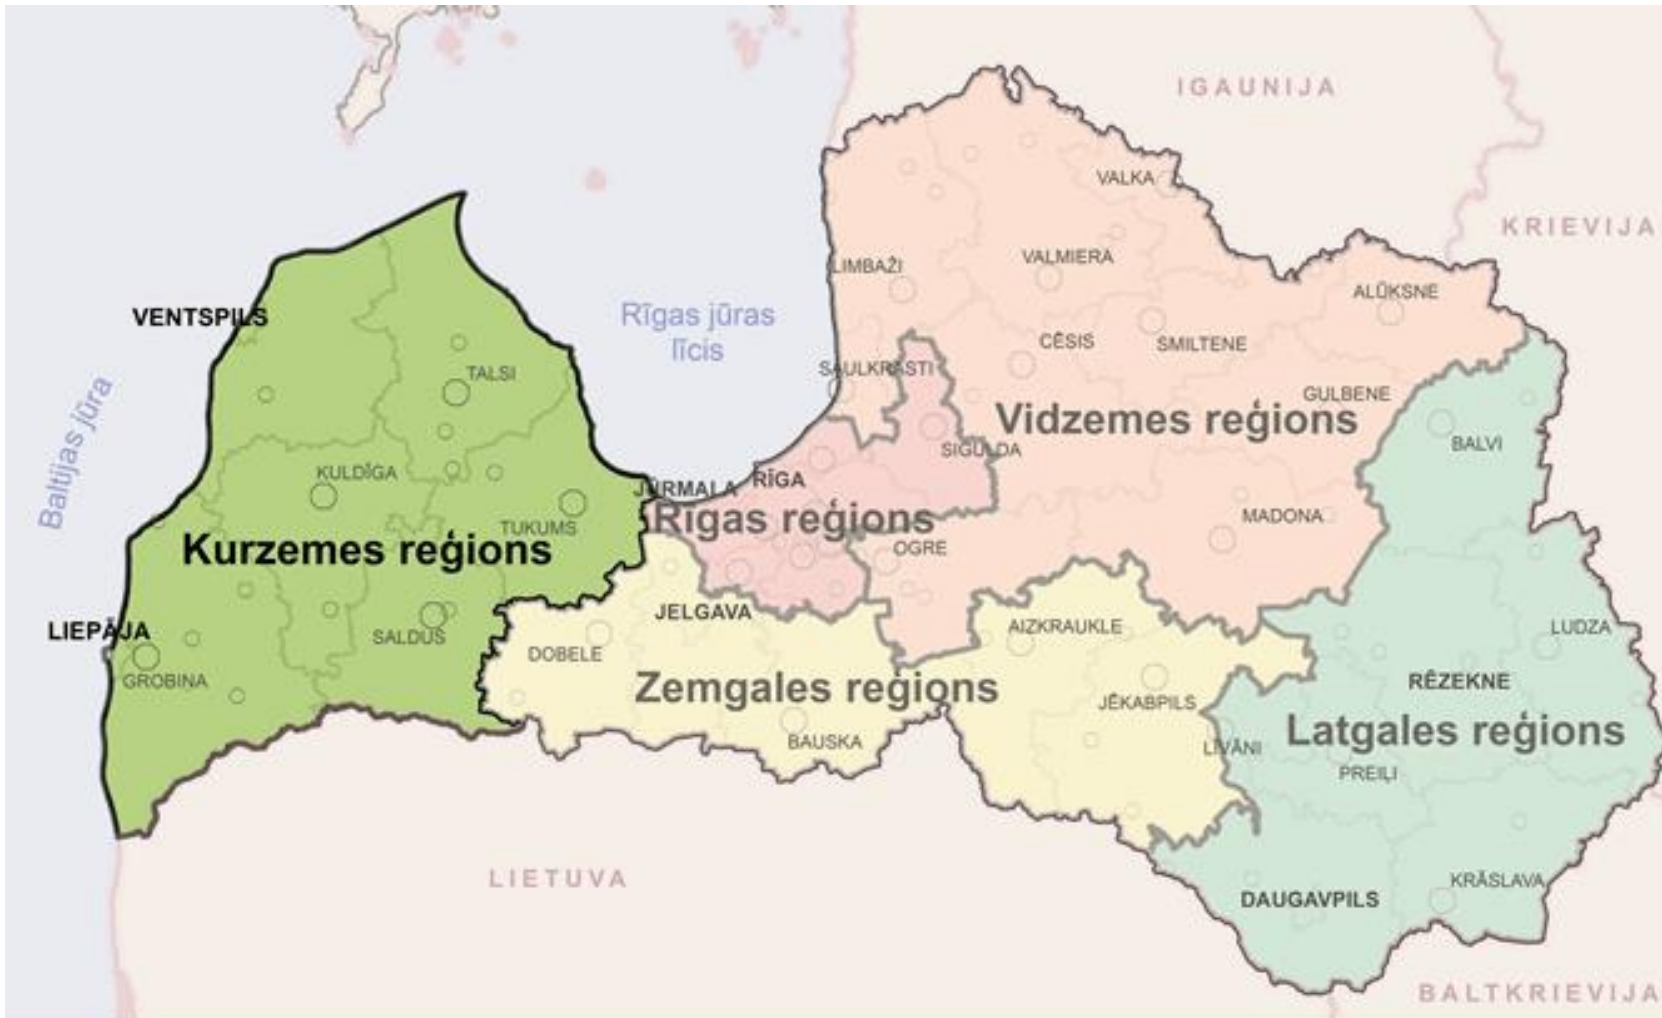 IGAUNIJA
VALKA
KRIEVIJA
VALMIERA
LIMBAŽI
ALŪKSNE
VENTSPILS
Rīgas jūras
līcis
CĒSIS
SMILTENE
SAULKRASTI
TALSI
GULBENE
Vidzemes reģions
Baltijas jūra
BALVI
SIGULDA
KULDĪGA
RĪGA
JŪRMALA
TUKUMS
Rīgas reģions
MADONA
Kurzemes reģions
OGRE
JELGAVA
LIEPĀJA
SALDUS
AIZKRAUKLE
LUDZA
DOBELE
GROBIŅA
RĒZEKNE
Zemgales reģions
JĒKABPILS
Latgales reģions
BAUSKA
LĪVĀNI
PREIĻI
LIETUVA
KRĀSLAVA
DAUGAVPILS
BALTKRIEVIJA